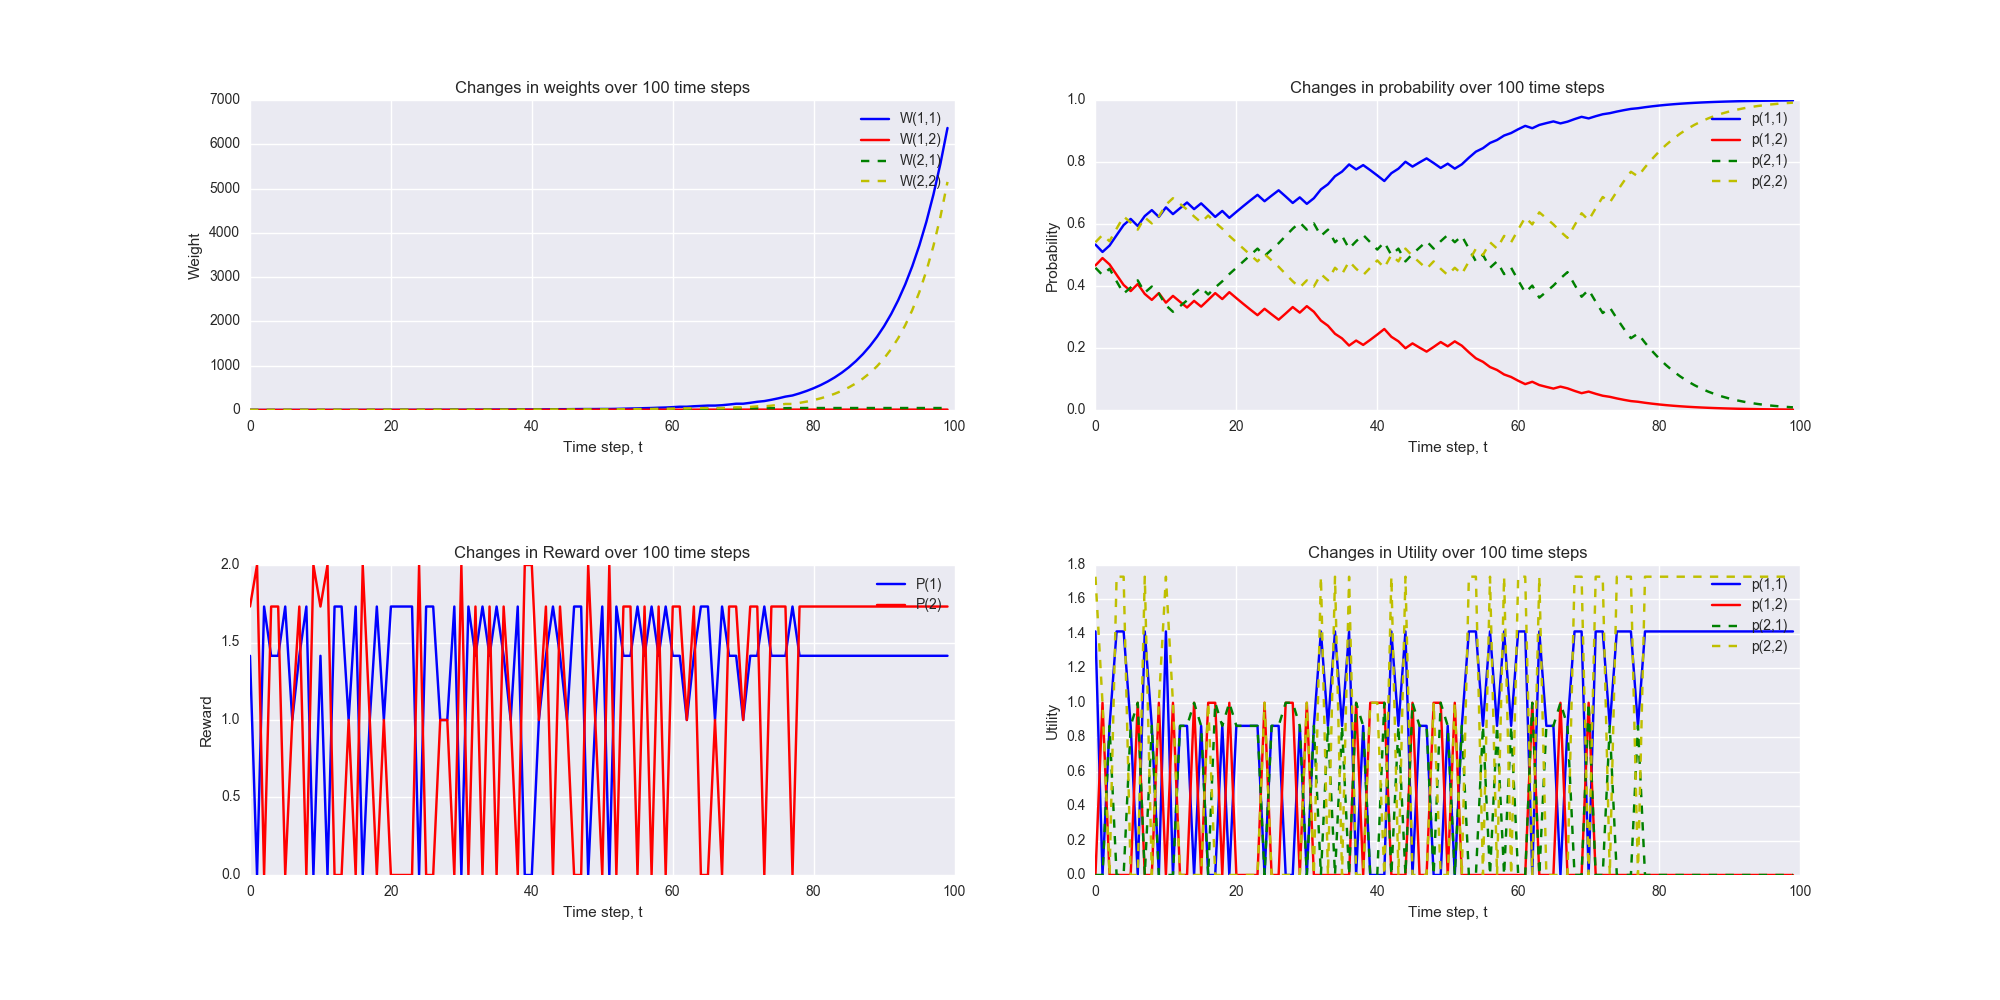 Changes in weights over 100 time steps
7000
6000
5000
4000
3000
2000
1000
0
Weight
W(1,1)
W(1,2)
W(2,1)
W(2,2)
0 20 40 60 80 100
Time step, t
Changes in probability over 100 time steps
1.0
0.8
0.6
0.4
0.2
0.0
Probability
p(1,1)
p(1,2)
p(2,1)
p(2,2)
0 20 40 60 80 100
Time step, t
Changes in Reward over 100 time steps
2.0
1.5
1.0
0.5
0.0
Reward
P(1)
P(2)
0 20 40 60 80 100
Time step, t
Changes in Utility over 100 time steps
1.8
1.6
1.4
1.2
1.0
0.8
0.6
0.4
0.2
0.0
Utility
p(1,1)
p(1,2)
p(2,1)
p(2,2)
0 20 40 60 80 100
Time step, t